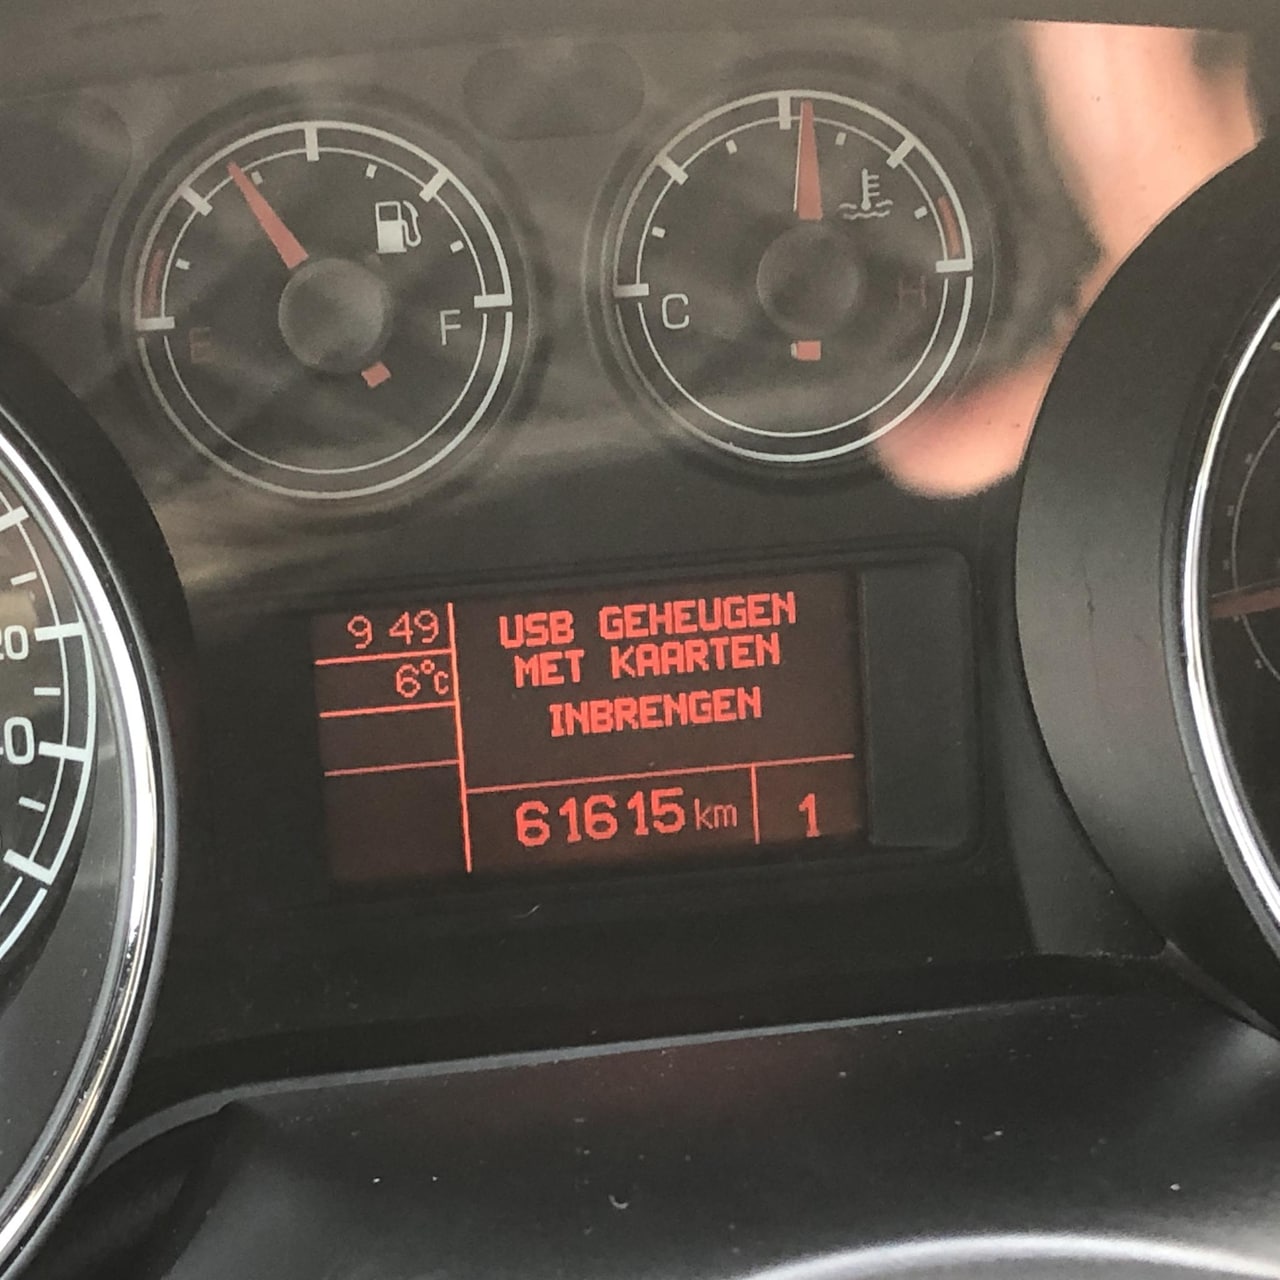 E
F
C
H
20
9 49
6°c
USB GEHEUGEN
MET KAARTEN
INBRENGEN
61615 km
1